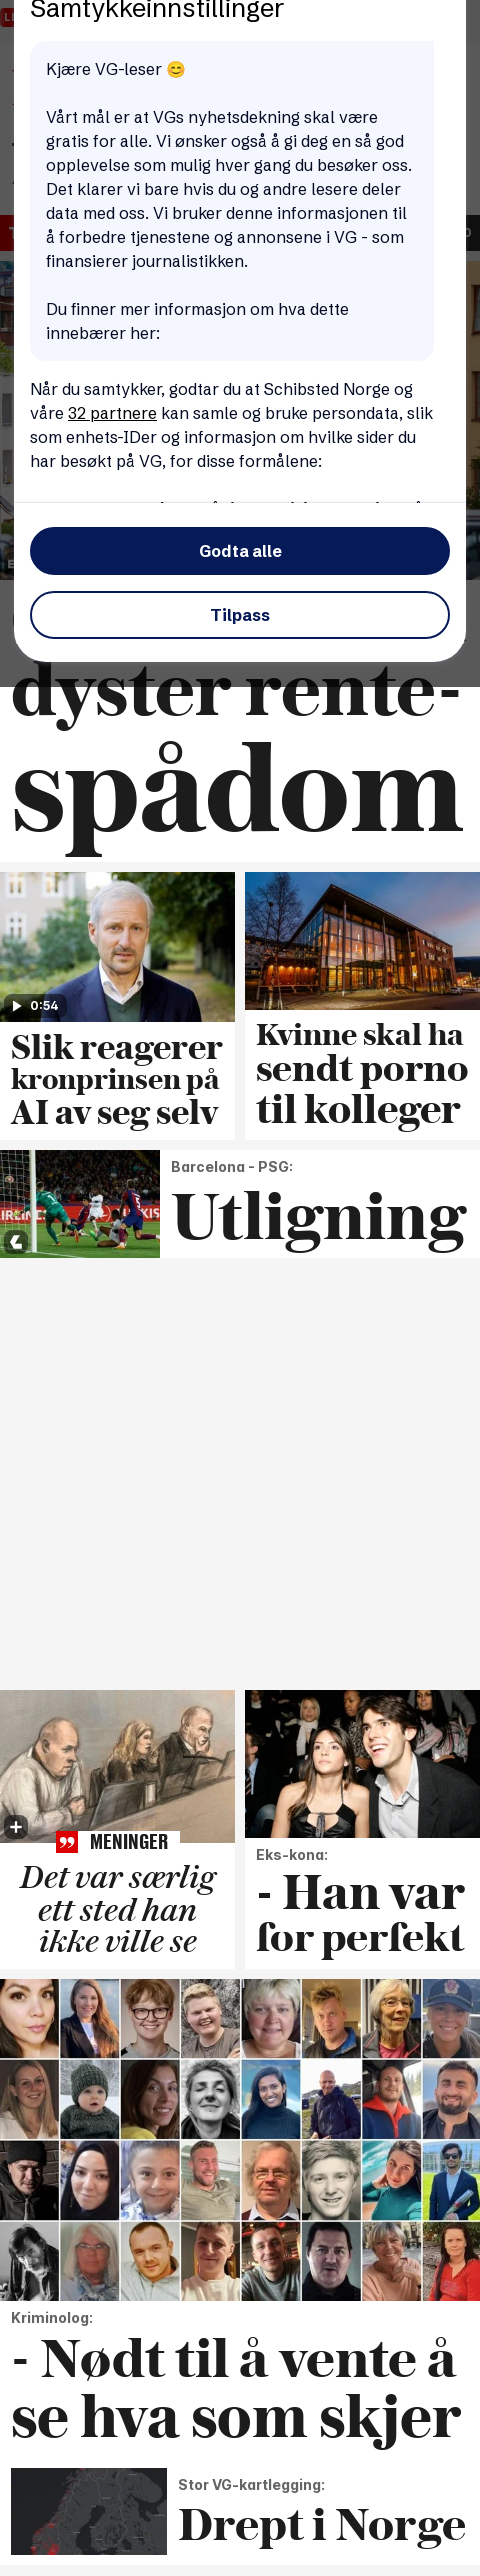 Samtykkeinnstillinger
Kjære VG-leser 😊
Vårt mål er at VGs nyhetsdekning skal være
gratis for alle. Vi ønsker også å gi deg en så god
opplevelse som mulig hver gang du besøker oss.
Det klarer vi bare hvis du og andre lesere deler
data med oss. Vi bruker denne informasjonen til
å forbedre tjenestene og annonsene i VG - som
finansierer journalistikken.
Du finner mer informasjon om hva dette
innebærer her:
Når du samtykker, godtar du at Schibsted Norge og
våre 32 partnere kan samle og bruke persondata, slik
som enhets-IDer og informasjon om hvilke sider du
har besøkt på VG, for disse formålene:
Godta alle
Tilpass
dyster rente-
spådom
0:54
Slik reagerer
kronprinsen på
AI av seg selv
Kvinne skal ha
sendt porno
til kolleger
Barcelona - PSG:
Utligning
MENINGER
Det var særlig
ett sted han
ikke ville se
Eks-kona:
- Han var
for perfekt
Kriminolog:
- Nødt til å vente å
se hva som skjer
Stor VG-kartlegging:
Drept i Norge